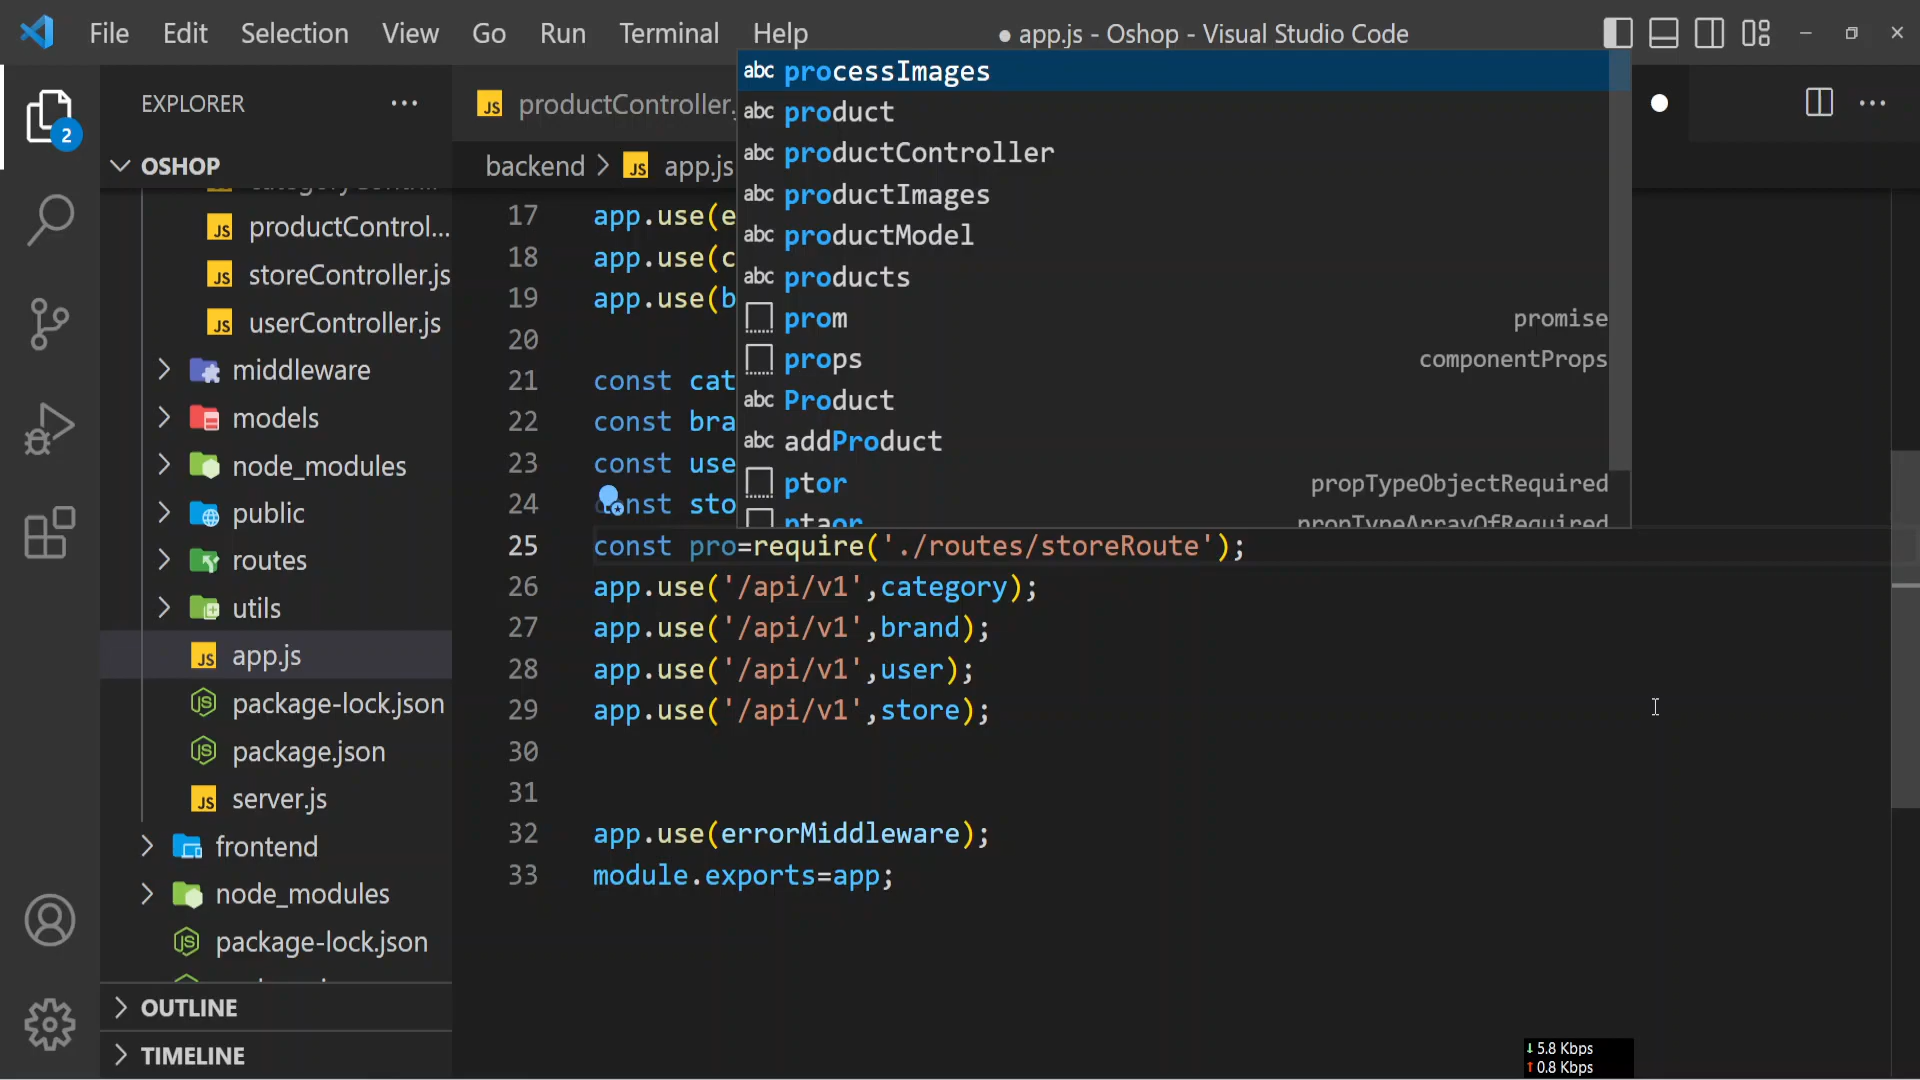 File Edit Selection View Go Run Terminal Help
● app.js - Oshop - Visual Studio Code
2
EXPLORER
OSHOP
productControl...
storeController.js
userController.js
middleware
models
node_modules
public
routes
utils
app.js
package-lock.json
package.json
server.js
frontend
node_modules
package-lock.json
OUTLINE
TIMELINE
productController.
backend > app.js
17 app.use(e
18 app.use(c
19 app.use(b
20
21 const cat
22 const bra
23 const use
24 const sto
25 const pro=require('./routes/storeRoute');
26 app.use('/api/v1',category);
27 app.use('/api/v1',brand);
28 app.use('/api/v1',user);
29 app.use('/api/v1',store);
30
31
32 app.use(errorMiddleware);
33 module.exports=app;
abc processImages
abc product
abc productController
abc productImages
abc productModel
abc products
prom promise
props componentProps
abc Product
abc addProduct
ptor propTypeObjectRequired
ptaor propTypeArrayOfRequired
↓ 5.8 Kbps
↑ 0.8 Kbps